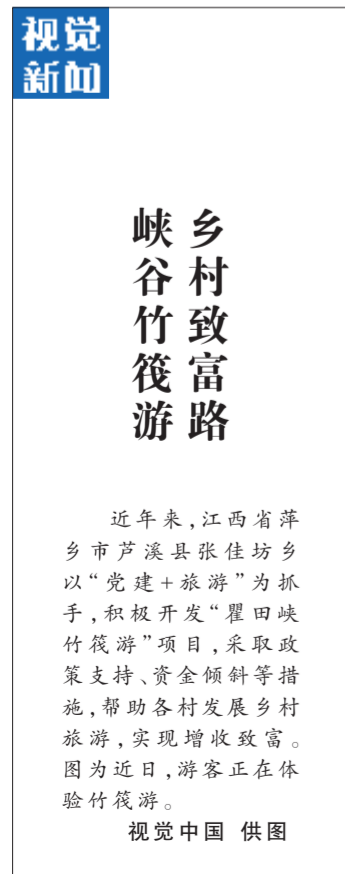 视觉
新闻
乡村致富路
峡谷竹筏游
近年来,江西省萍
乡市芦溪县张佳坊乡
以“党建+旅游”为抓
手,积极开发“瞿田峡
竹筏游”项目,采取政
策支持、资金倾斜等措
施,帮助各村发展乡村
旅游,实现增收致富。
图为近日,游客正在体
验竹筏游。
视觉中国 供图